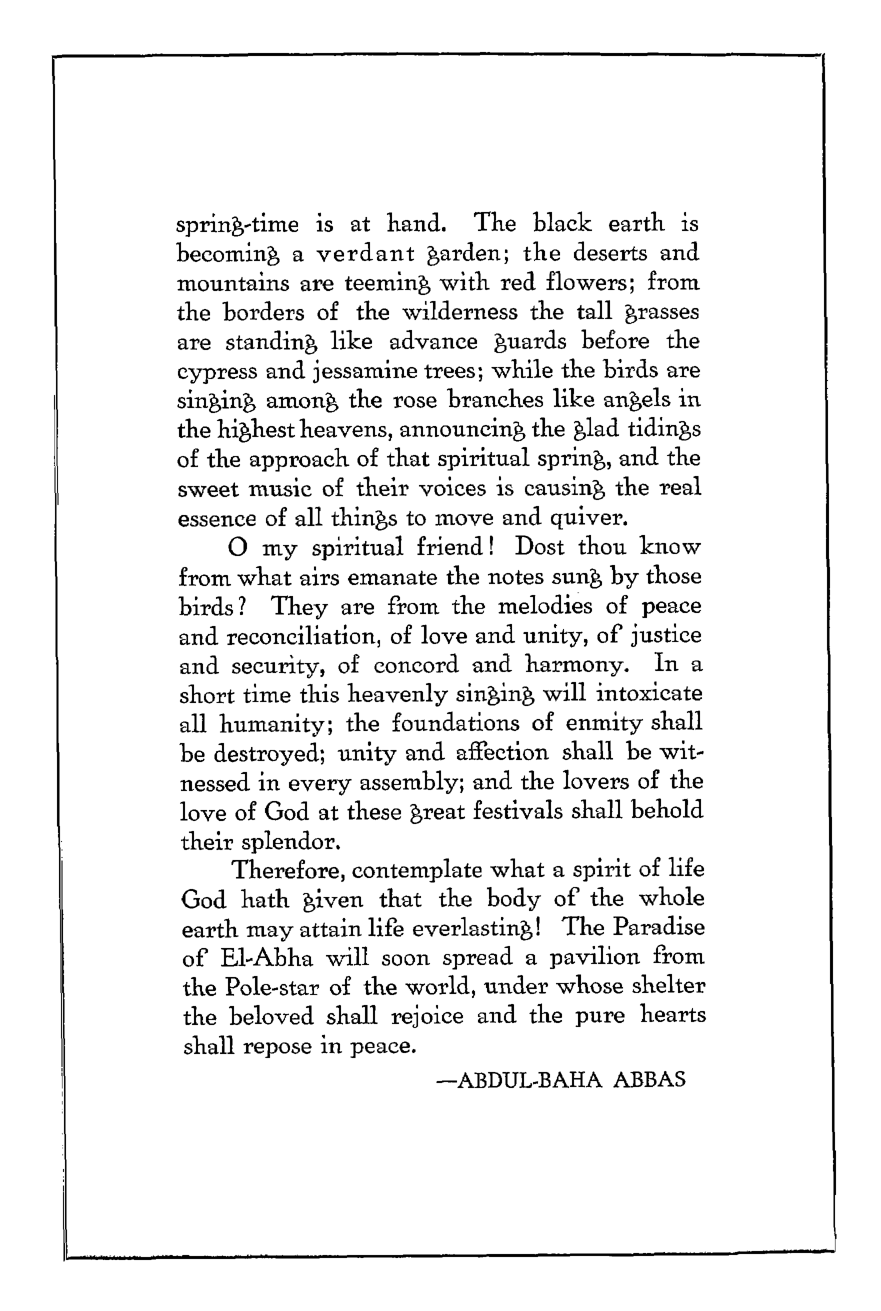 spring-time is at hand. The black earth is
becoming a verdant garden; the deserts and
mountains are teeming with red flowers; from
the borders of the wilderness the tall grasses
are standing like advance guards before the
cypress and jessamine trees; while the birds are
singing among the rose branches like angels in
the highest heavens, announcing the glad tidings
of the approach of that spiritual spring, and the
sweet music of their voices is causing the real
essence of all things to move and quiver.
O my spiritual friend! Dost thou know
from what airs emanate the notes sung by those
birds? They are from the melodies of peace
and reconciliation, of love and unity, of justice
and security, of concord and harmony. In a
short time this heavenly singing will intoxicate
all humanity; the foundations of enmity shall
be destroyed; unity and affection shall be wit-
nessed in every assembly; and the lovers of the
love of God at these great festivals shall behold
their splendor.
Therefore, contemplate what a spirit of life
God hath given that the body of the whole
earth may attain life everlasting! The Paradise
of El-Abha will soon spread a pavilion from
the Pole-star of the world, under whose shelter
the beloved shall rejoice and the pure hearts
shall repose in peace.
—ABDUL-BAHA ABBAS